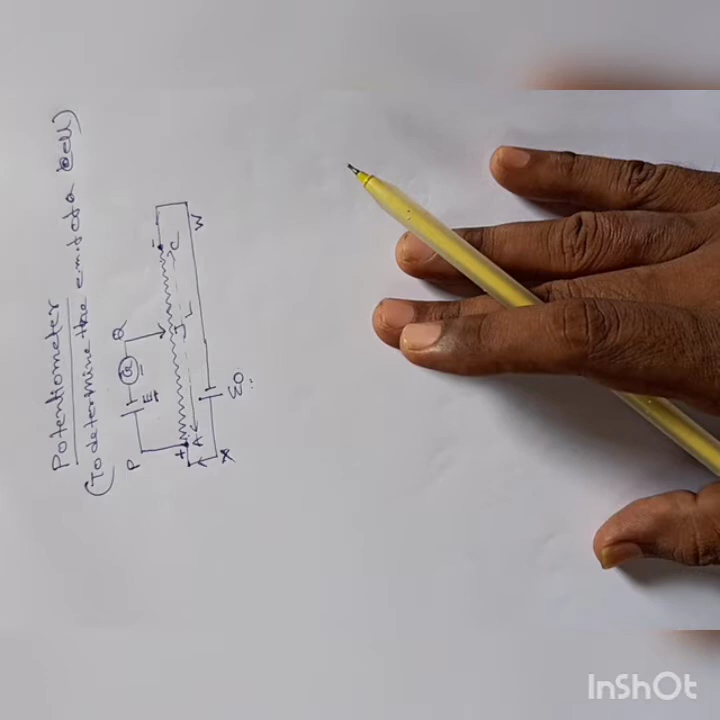 Potentiometer
(To determine the e.m.f of a cell)
P
E
G
Q
+
A
J
C
L
X
W
InShOt